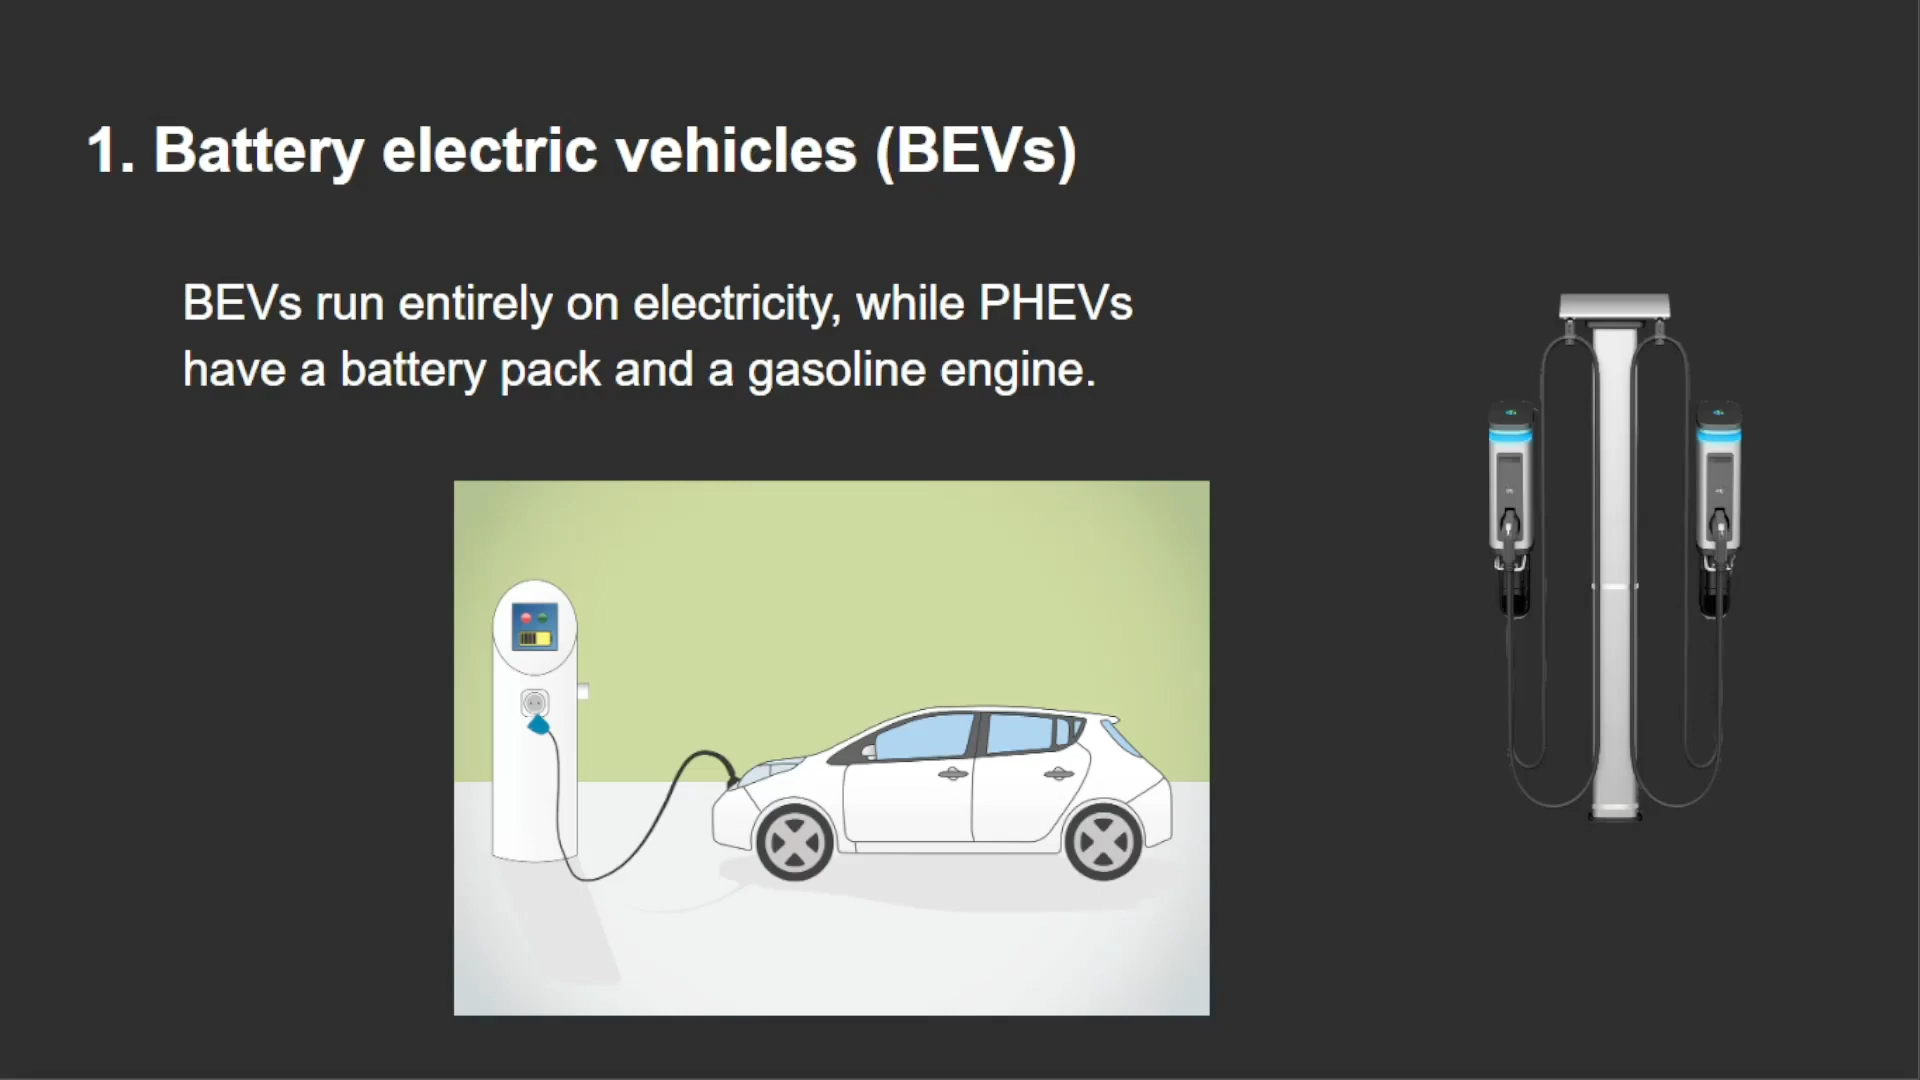 1. Battery electric vehicles (BEVs)
BEVs run entirely on electricity, while PHEVs
have a battery pack and a gasoline engine.